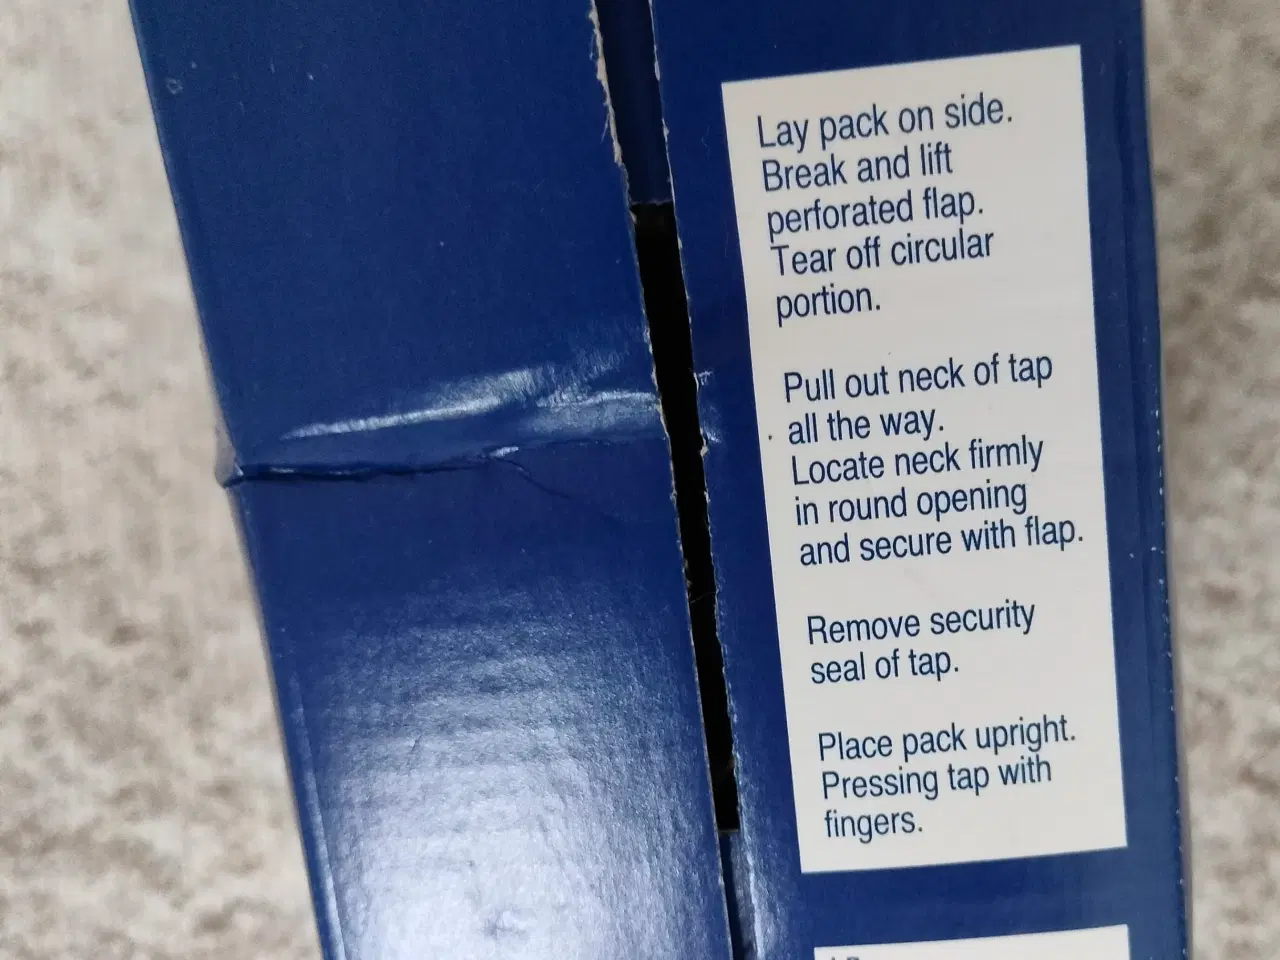 Lay pack on side.
Break and lift
perforated flap.
Tear off circular
portion.
Pull out neck of tap
all the way.
Locate neck firmly
in round opening
and secure with flap.
Remove security
seal of tap.
Place pack upright.
Pressing tap with
fingers.